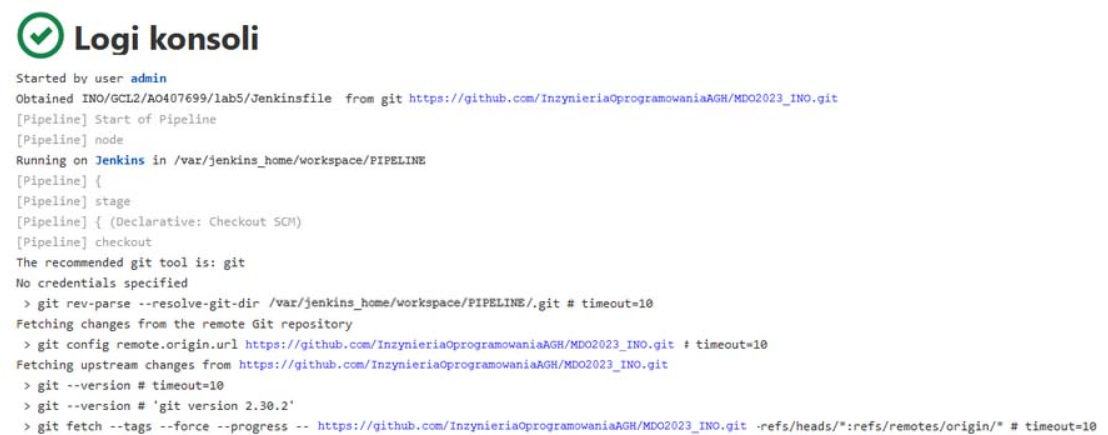 Logi konsoli
Started by user admin
Obtained INO/GCL2/AO407699/lab5/Jenkinsfile from git https://github.com/InzynieriaOprogramowaniaAGH/MDO2023_INO.git
[Pipeline] Start of Pipeline
[Pipeline] node
Running on Jenkins in /var/jenkins_home/workspace/PIPELINE
[Pipeline] {
[Pipeline] stage
[Pipeline] { (Declarative: Checkout SCM)
[Pipeline] checkout
The recommended git tool is: git
No credentials specified
> git rev-parse --resolve-git-dir /var/jenkins_home/workspace/PIPELINE/.git # timeout=10
Fetching changes from the remote Git repository
> git config remote.origin.url https://github.com/InzynieriaOprogramowaniaAGH/MDO2023_INO.git # timeout=10
Fetching upstream changes from https://github.com/InzynieriaOprogramowaniaAGH/MDO2023_INO.git
> git --version # timeout=10
> git --version # 'git version 2.30.2'
> git fetch --tags --force --progress -- https://github.com/InzynieriaOprogramowaniaAGH/MDO2023_INO.git -refs/heads/*:refs/remotes/origin/* # timeout=10